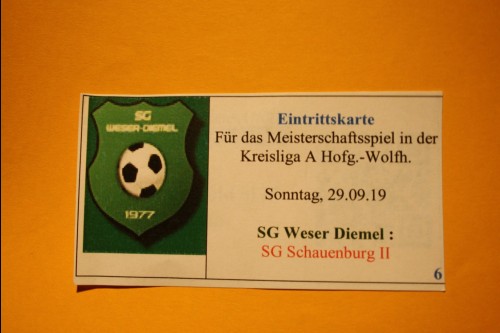 SG
WESER-DIEMEL
1977
Eintrittskarte
Für das Meisterschaftsspiel in der
Kreisliga A Hofg.-Wolfh.
Sonntag, 29.09.19
SG Weser Diemel :
SG Schauenburg II
6